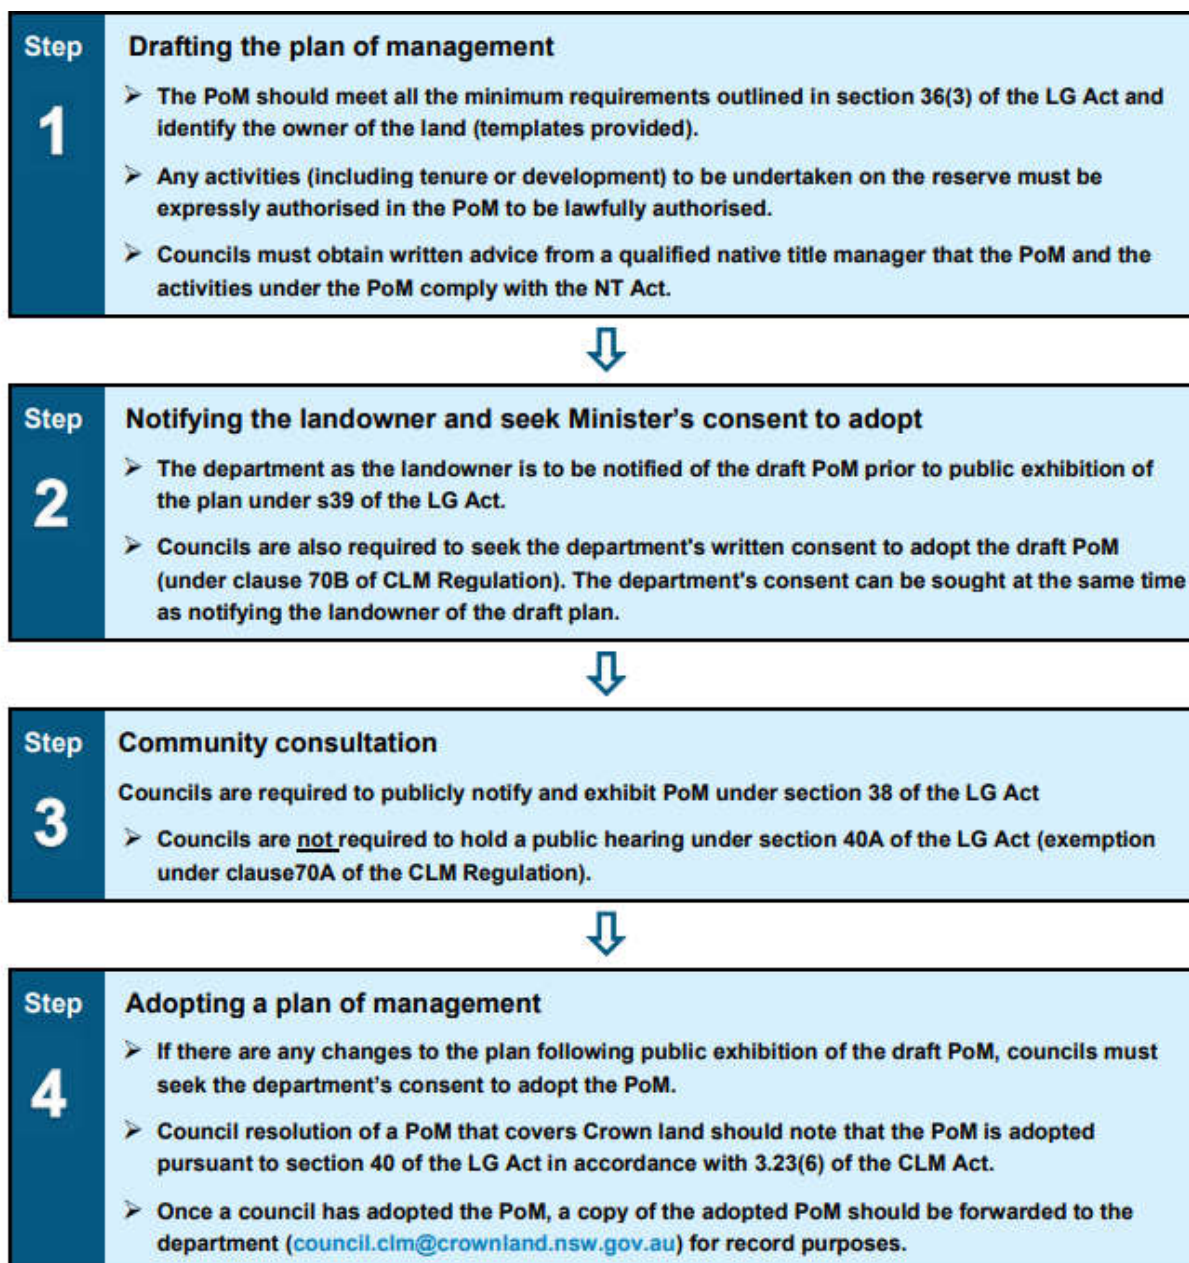 Step
1
Drafting the plan of management
➢ The PoM should meet all the minimum requirements outlined in section 36(3) of the LG Act and
identify the owner of the land (templates provided).
➢ Any activities (including tenure or development) to be undertaken on the reserve must be
expressly authorised in the PoM to be lawfully authorised.
➢ Councils must obtain written advice from a qualified native title manager that the PoM and the
activities under the PoM comply with the NT Act.
Step
2
Notifying the landowner and seek Minister's consent to adopt
➢ The department as the landowner is to be notified of the draft PoM prior to public exhibition of
the plan under s39 of the LG Act.
➢ Councils are also required to seek the department's written consent to adopt the draft PoM
(under clause 70B of CLM Regulation). The department's consent can be sought at the same time
as notifying the landowner of the draft plan.
Step
3
Community consultation
Councils are required to publicly notify and exhibit PoM under section 38 of the LG Act
➢ Councils are not required to hold a public hearing under section 40A of the LG Act (exemption
under clause70A of the CLM Regulation).
Step
4
Adopting a plan of management
➢ If there are any changes to the plan following public exhibition of the draft PoM, councils must
seek the department's consent to adopt the PoM.
➢ Council resolution of a PoM that covers Crown land should note that the PoM is adopted
pursuant to section 40 of the LG Act in accordance with 3.23(6) of the CLM Act.
➢ Once a council has adopted the PoM, a copy of the adopted PoM should be forwarded to the
department (council.clm@crownland.nsw.gov.au) for record purposes.